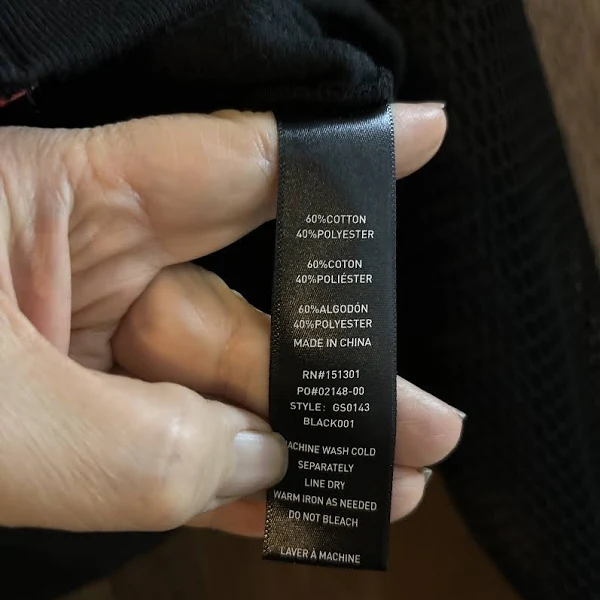 60%COTTON
40%POLYESTER
60%COTON
40%POLIÉSTER
60%ALGODÓN
40%POLYESTER
MADE IN CHINA
RN#151301
PO#02148-00
STYLE: GS0143
BLACK001
WASH COLD
SEPARATELY
LINE DRY
WARM IRON AS NEEDED
DO NOT BLEACH
LAVER À MACHINE